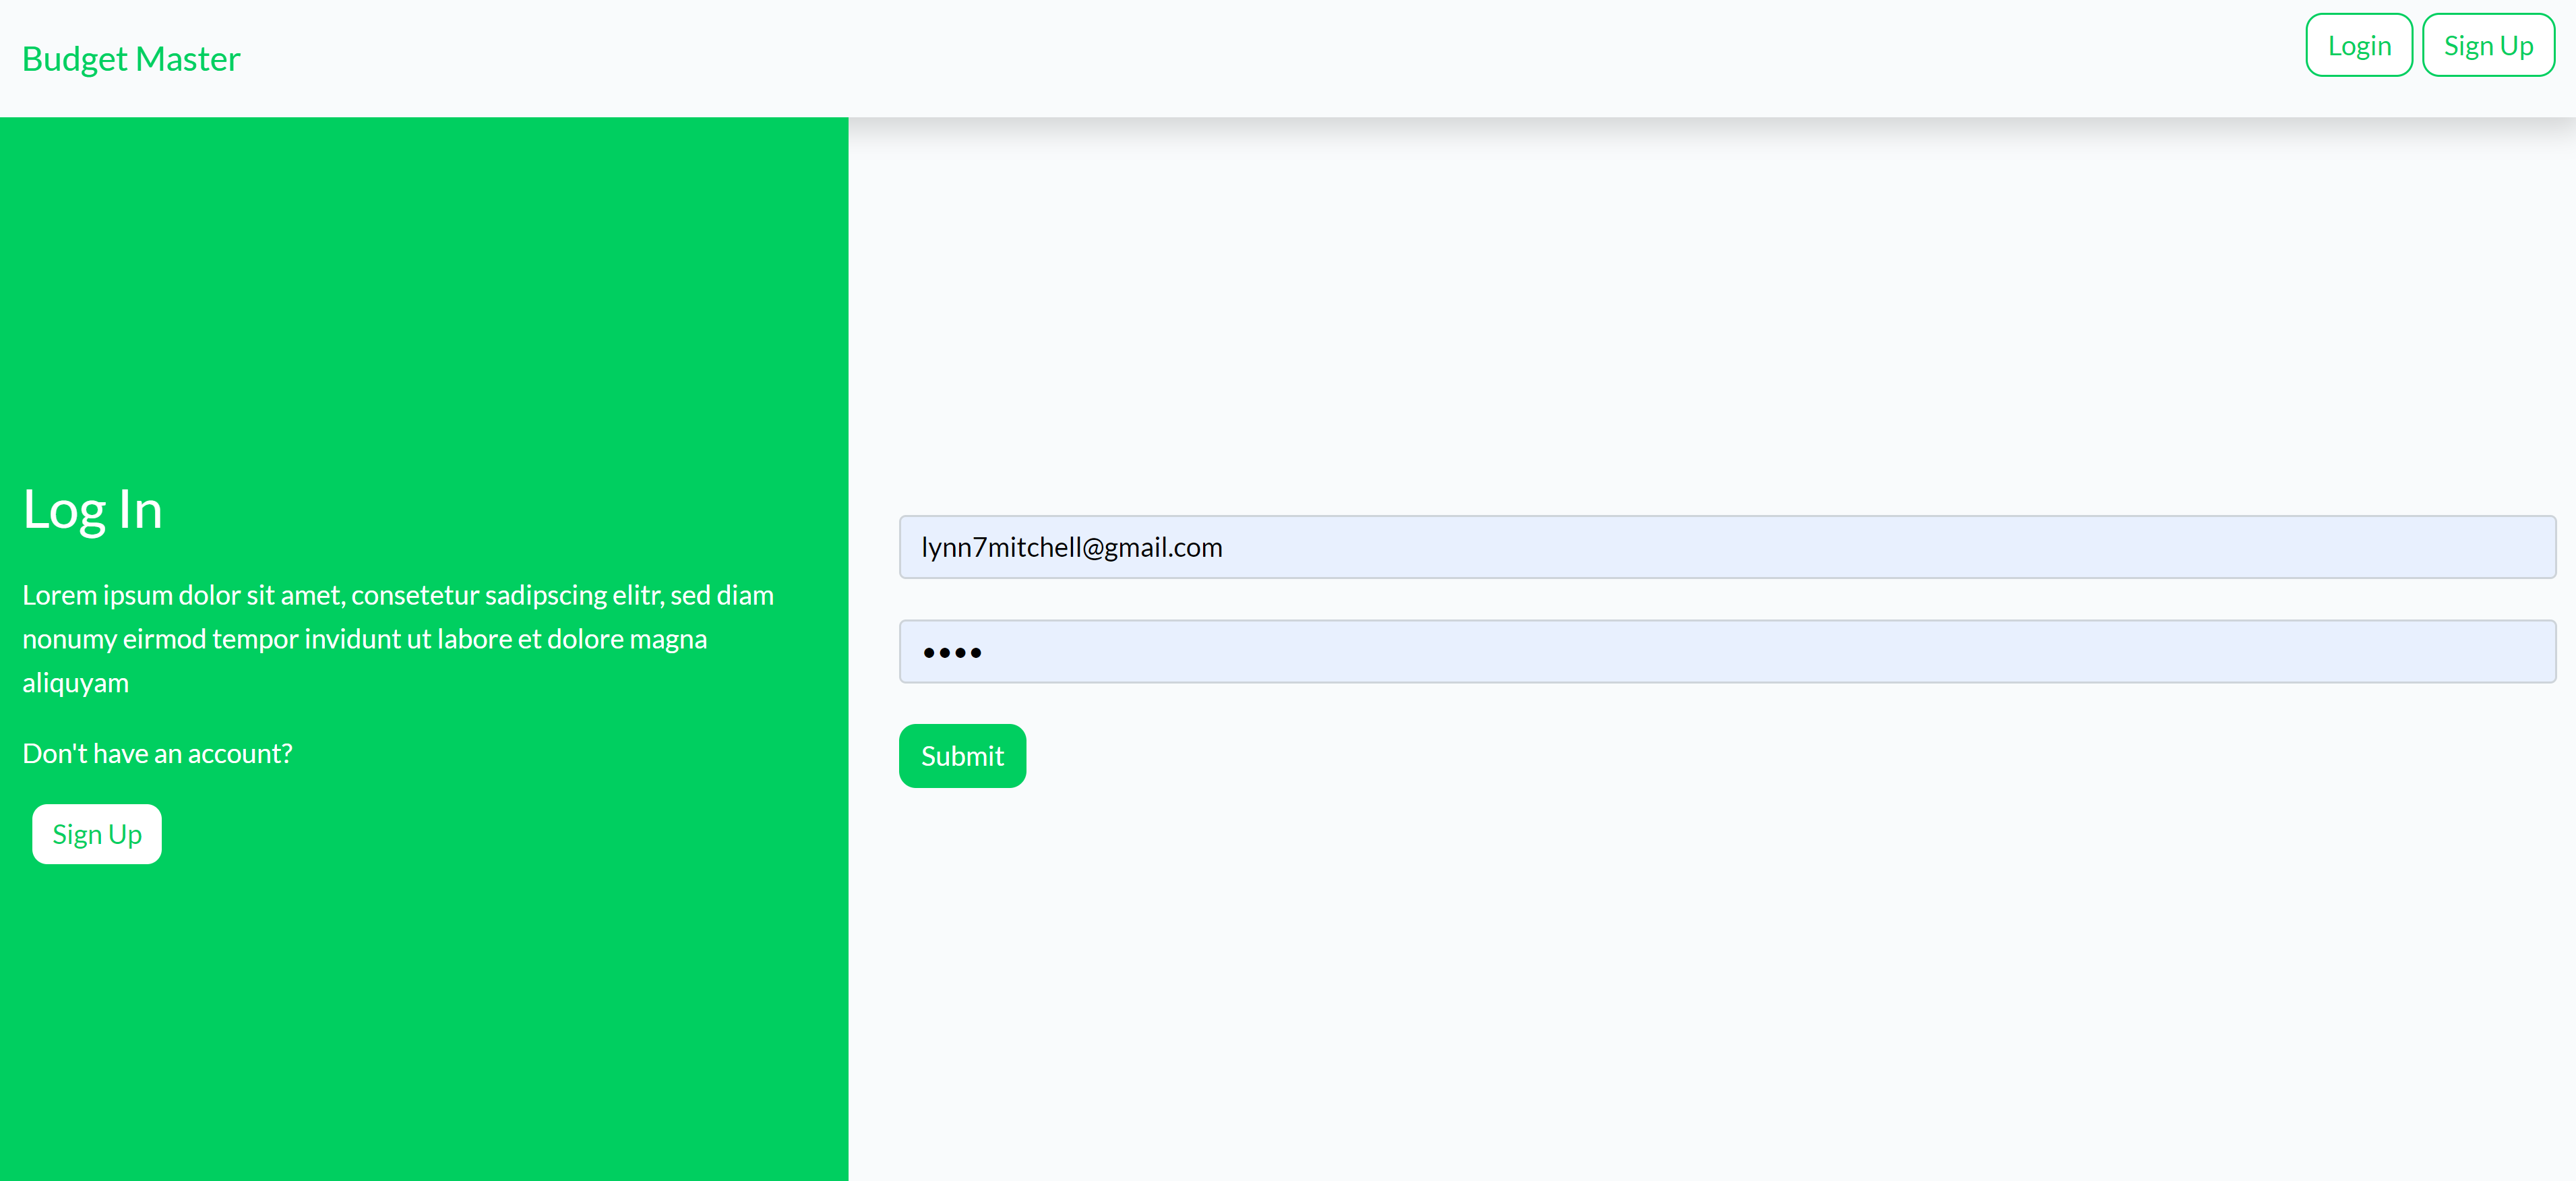 Budget Master
Login
Sign Up
Log In
Lorem ipsum dolor sit amet, consetetur sadipscing elitr, sed diam
nonumy eirmod tempor invidunt ut labore et dolore magna
aliquyam
Don't have an account?
Sign Up
lynn7mitchell@gmail.com
••••
Submit